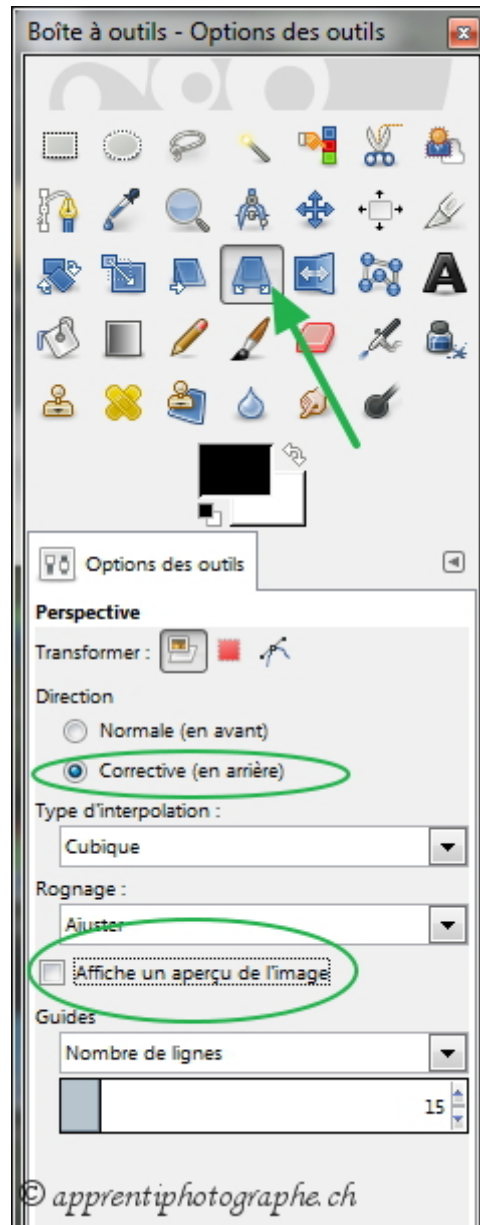 Boîte à outils - Options des outils
A
Options des outils
Perspective
Transformer :
Direction
Normale (en avant)
Corrective (en arrière)
Type d'interpolation :
Cubique
Rognage :
Ajuster
Affiche un aperçu de l'image
Guides
Nombre de lignes
15
© apprentiphotographe.ch